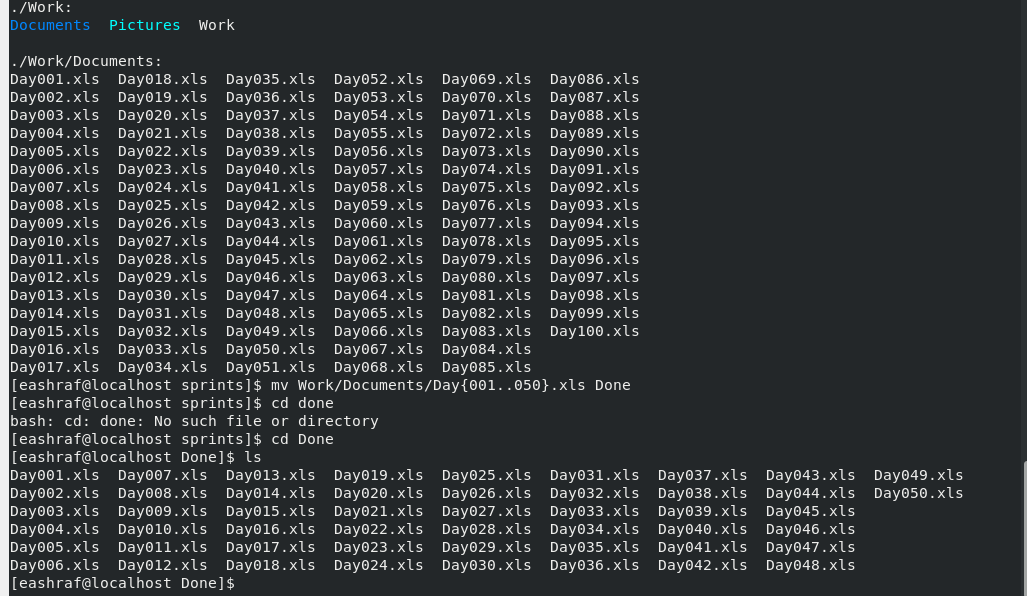 ./Work:
Documents  Pictures  Work

./Work/Documents:
Day001.xls  Day018.xls  Day035.xls  Day052.xls  Day069.xls  Day086.xls
Day002.xls  Day019.xls  Day036.xls  Day053.xls  Day070.xls  Day087.xls
Day003.xls  Day020.xls  Day037.xls  Day054.xls  Day071.xls  Day088.xls
Day004.xls  Day021.xls  Day038.xls  Day055.xls  Day072.xls  Day089.xls
Day005.xls  Day022.xls  Day039.xls  Day056.xls  Day073.xls  Day090.xls
Day006.xls  Day023.xls  Day040.xls  Day057.xls  Day074.xls  Day091.xls
Day007.xls  Day024.xls  Day041.xls  Day058.xls  Day075.xls  Day092.xls
Day008.xls  Day025.xls  Day042.xls  Day059.xls  Day076.xls  Day093.xls
Day009.xls  Day026.xls  Day043.xls  Day060.xls  Day077.xls  Day094.xls
Day010.xls  Day027.xls  Day044.xls  Day061.xls  Day078.xls  Day095.xls
Day011.xls  Day028.xls  Day045.xls  Day062.xls  Day079.xls  Day096.xls
Day012.xls  Day029.xls  Day046.xls  Day063.xls  Day080.xls  Day097.xls
Day013.xls  Day030.xls  Day047.xls  Day064.xls  Day081.xls  Day098.xls
Day014.xls  Day031.xls  Day048.xls  Day065.xls  Day082.xls  Day099.xls
Day015.xls  Day032.xls  Day049.xls  Day066.xls  Day083.xls  Day100.xls
Day016.xls  Day033.xls  Day050.xls  Day067.xls  Day084.xls
Day017.xls  Day034.xls  Day051.xls  Day068.xls  Day085.xls
[eashraf@localhost sprints]$ mv Work/Documents/Day{001..050}.xls Done
[eashraf@localhost sprints]$ cd done
bash: cd: done: No such file or directory
[eashraf@localhost sprints]$ cd Done
[eashraf@localhost Done]$ ls
Day001.xls  Day007.xls  Day013.xls  Day019.xls  Day025.xls  Day031.xls  Day037.xls  Day043.xls  Day049.xls
Day002.xls  Day008.xls  Day014.xls  Day020.xls  Day026.xls  Day032.xls  Day038.xls  Day044.xls  Day050.xls
Day003.xls  Day009.xls  Day015.xls  Day021.xls  Day027.xls  Day033.xls  Day039.xls  Day045.xls
Day004.xls  Day010.xls  Day016.xls  Day022.xls  Day028.xls  Day034.xls  Day040.xls  Day046.xls
Day005.xls  Day011.xls  Day017.xls  Day023.xls  Day029.xls  Day035.xls  Day041.xls  Day047.xls
Day006.xls  Day012.xls  Day018.xls  Day024.xls  Day030.xls  Day036.xls  Day042.xls  Day048.xls
[eashraf@localhost Done]$